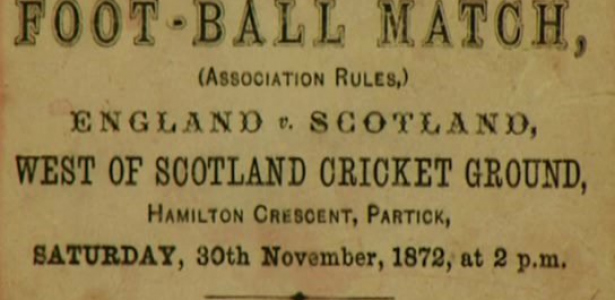 FOOT-BALL MATCH,
(ASSOCIATION RULES,)
ENGLAND v. SCOTLAND,
WEST OF SCOTLAND CRICKET GROUND,
HAMILTON CRESCENT, PARTICK,
SATURDAY, 30th November, 1872, at 2 p.m.